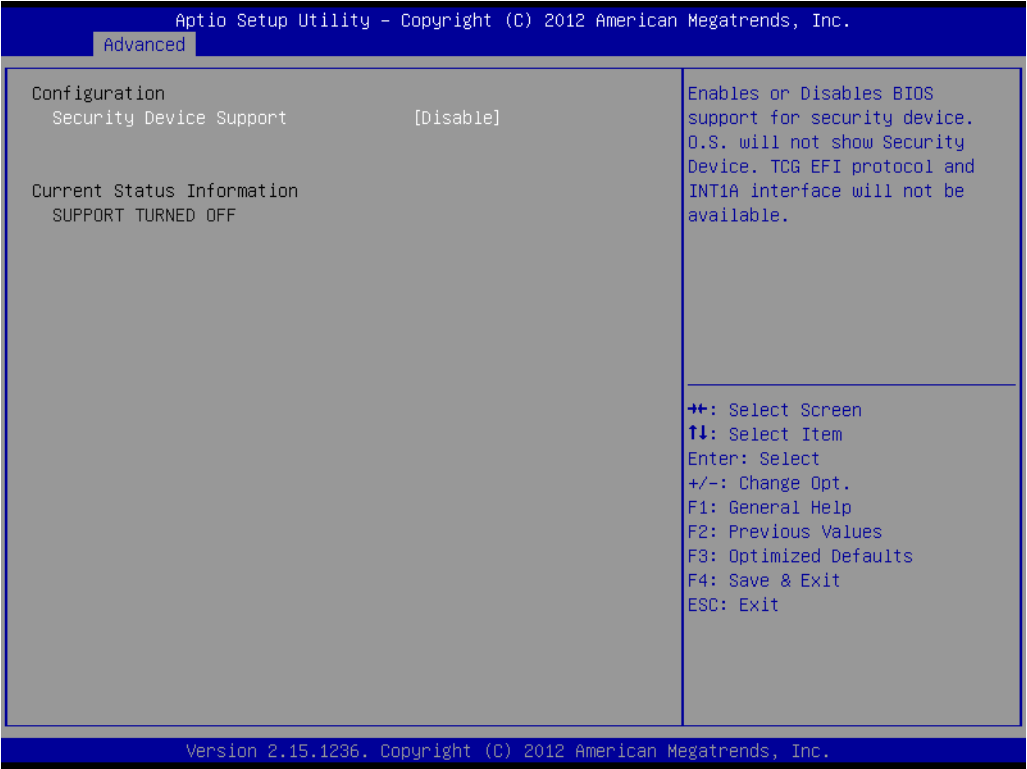 Aptio Setup Utility – Copyright (C) 2012 American Megatrends, Inc.
Advanced
Configuration
Security Device Support [Disable]
Current Status Information
SUPPORT TURNED OFF
Enables or Disables BIOS
support for security device.
O.S. will not show Security
Device. TCG EFI protocol and
INT1A interface will not be
available.
→←: Select Screen
↑↓: Select Item
Enter: Select
+/-: Change Opt.
F1: General Help
F2: Previous Values
F3: Optimized Defaults
F4: Save & Exit
ESC: Exit
Version 2.15.1236. Copyright (C) 2012 American Megatrends, Inc.